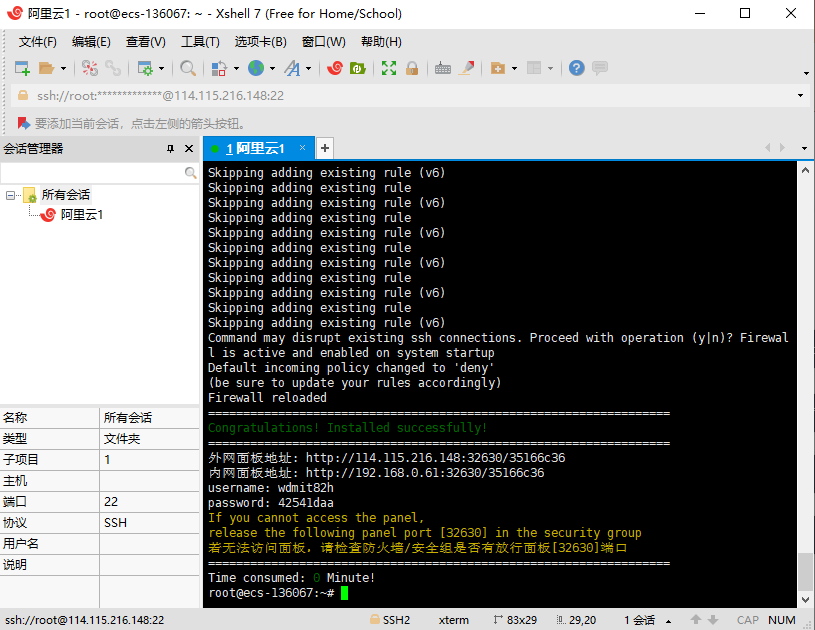 阿里云1 - root@ecs-136067: ~ - Xshell 7 (Free for Home/School)
文件(F) 编辑(E) 查看(V) 工具(T) 选项卡(B) 窗口(W) 帮助(H)
ssh://root:*************@114.115.216.148:22
要添加当前会话，点击左侧的箭头按钮。
会话管理器
1 阿里云1
所有会话
阿里云1
名称 所有会话
类型 文件夹
子项目 1
主机
端口 22
协议 SSH
用户名
说明
Skipping adding existing rule (v6)
Skipping adding existing rule
Skipping adding existing rule (v6)
Skipping adding existing rule
Skipping adding existing rule (v6)
Skipping adding existing rule
Skipping adding existing rule (v6)
Skipping adding existing rule
Skipping adding existing rule (v6)
Skipping adding existing rule
Skipping adding existing rule (v6)
Command may disrupt existing ssh connections. Proceed with operation (y|n)? Firewal
l is active and enabled on system startup
Default incoming policy changed to 'deny'
(be sure to update your rules accordingly)
Firewall reloaded
==================================================================
Congratulations! Installed successfully!
==================================================================
外网面板地址: http://114.115.216.148:32630/35166c36
内网面板地址: http://192.168.0.61:32630/35166c36
username: wdmit82h
password: 42541daa
If you cannot access the panel,
release the following panel port [32630] in the security group
若无法访问面板，请检查防火墙/安全组是否有放行面板[32630]端口
==================================================================
Time consumed: 0 Minute!
root@ecs-136067:~#
ssh://root@114.115.216.148:22 SSH2 xterm 83x29 29,20 1 会话 CAP NUM